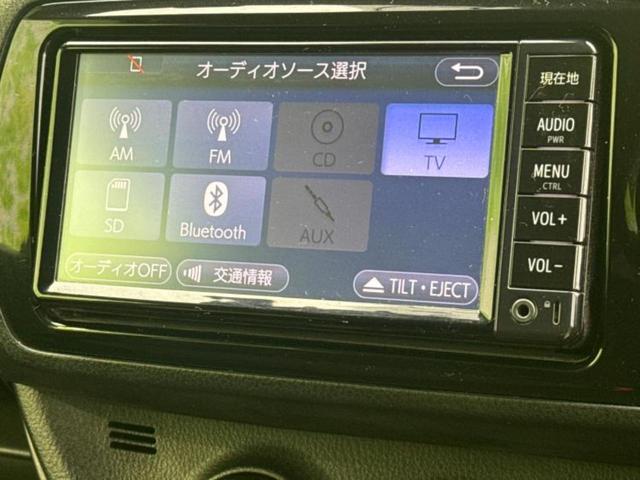 オーディオソース選択
AM
FM
CD
TV
SD
Bluetooth
AUX
オーディオOFF
交通情報
TILT・EJECT
現在地
AUDIO
PWR
MENU
CTRL
VOL+
VOL−